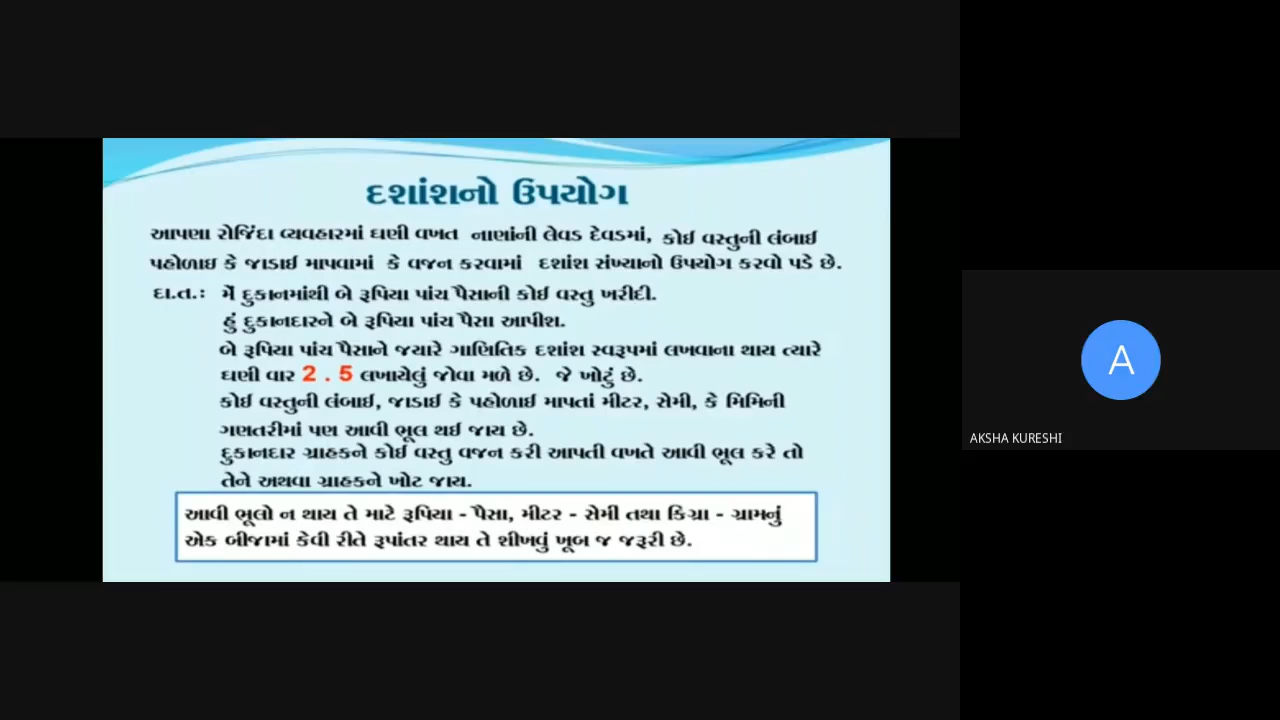 દશાંશનો ઉપયોગ
આપણા રોજિંદા વ્યવહારમાં ઘણી વખત નાણાંની લેવડ દેવડમાં, કોઈ વસ્તુની લંબાઈ
પહોળાઇ કે જાડાઈ માપવામાં કે વજન કરવામાં દશાંશ સંખ્યાનો ઉપયોગ કરવો પડે છે.
દા.ત.: મેં દુકાનમાંથી બે રૂપિયા પાંચ પૈસાની કોઈ વસ્તુ ખરીદી.
હું દુકાનદારને બે રૂપિયા પાંચ પૈસા આપીશ.
બે રૂપિયા પાંચ પૈસાને જયારે ગાણિતિક દશાંશ સ્વરૂપમાં લખવાના થાય ત્યારે
ઘણી વાર 2 . 5 લખાયેલું જોવા મળે છે. જે ખોટું છે.
કોઈ વસ્તુની લંબાઈ, જાડાઈ કે પહોળાઈ માપતાં મીટર, સેમી, કે મિમિની
ગણતરીમાં પણ આવી ભૂલ થઈ જાય છે.
દુકાનદાર ગ્રાહકને કોઈ વસ્તુ વજન કરી આપતી વખતે આવી ભૂલ કરે તો
તેને અથવા ગ્રાહકને ખોટ જાય.
આવી ભૂલો ન થાય તે માટે રૂપિયા - પૈસા, મીટર - સેમી તથા કિગ્રા - ગ્રામનું
એક બીજામાં કેવી રીતે રૂપાંતર થાય તે શીખવું ખૂબ જ જરૂરી છે.
A
AKSHA KURESHI